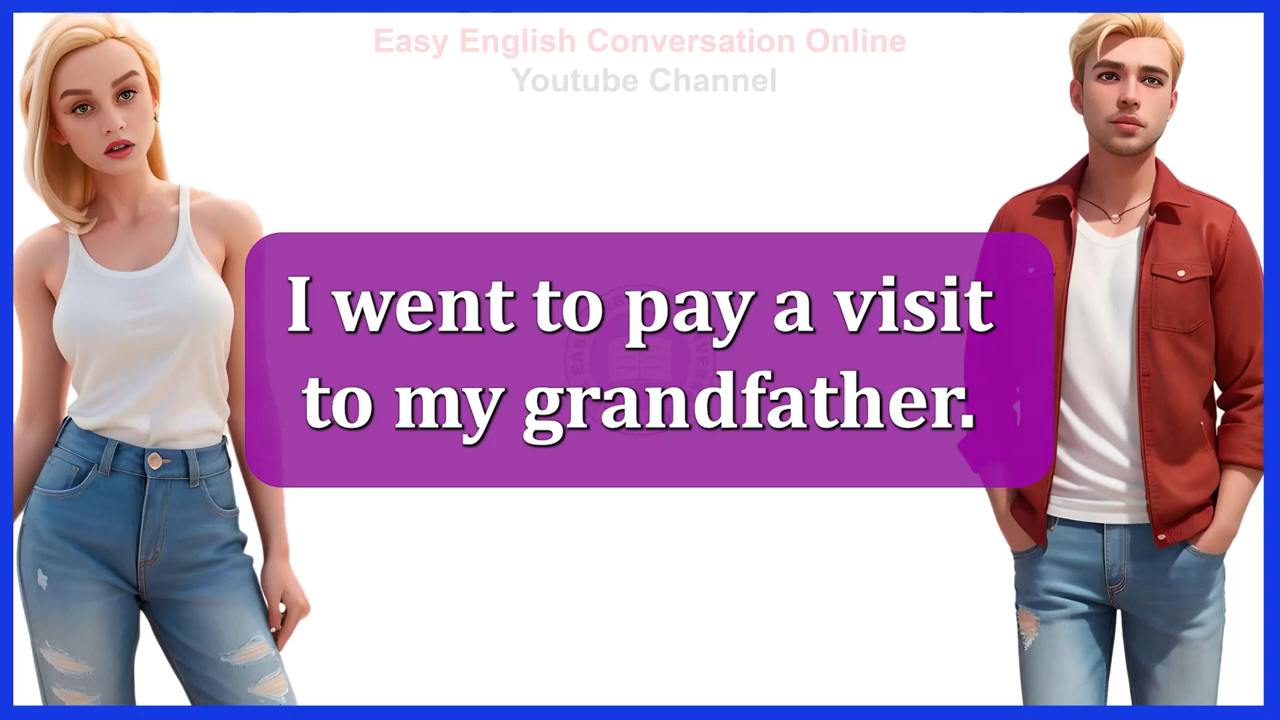 Easy English Conversation Online
Youtube Channel
I went to pay a visit
to my grandfather.